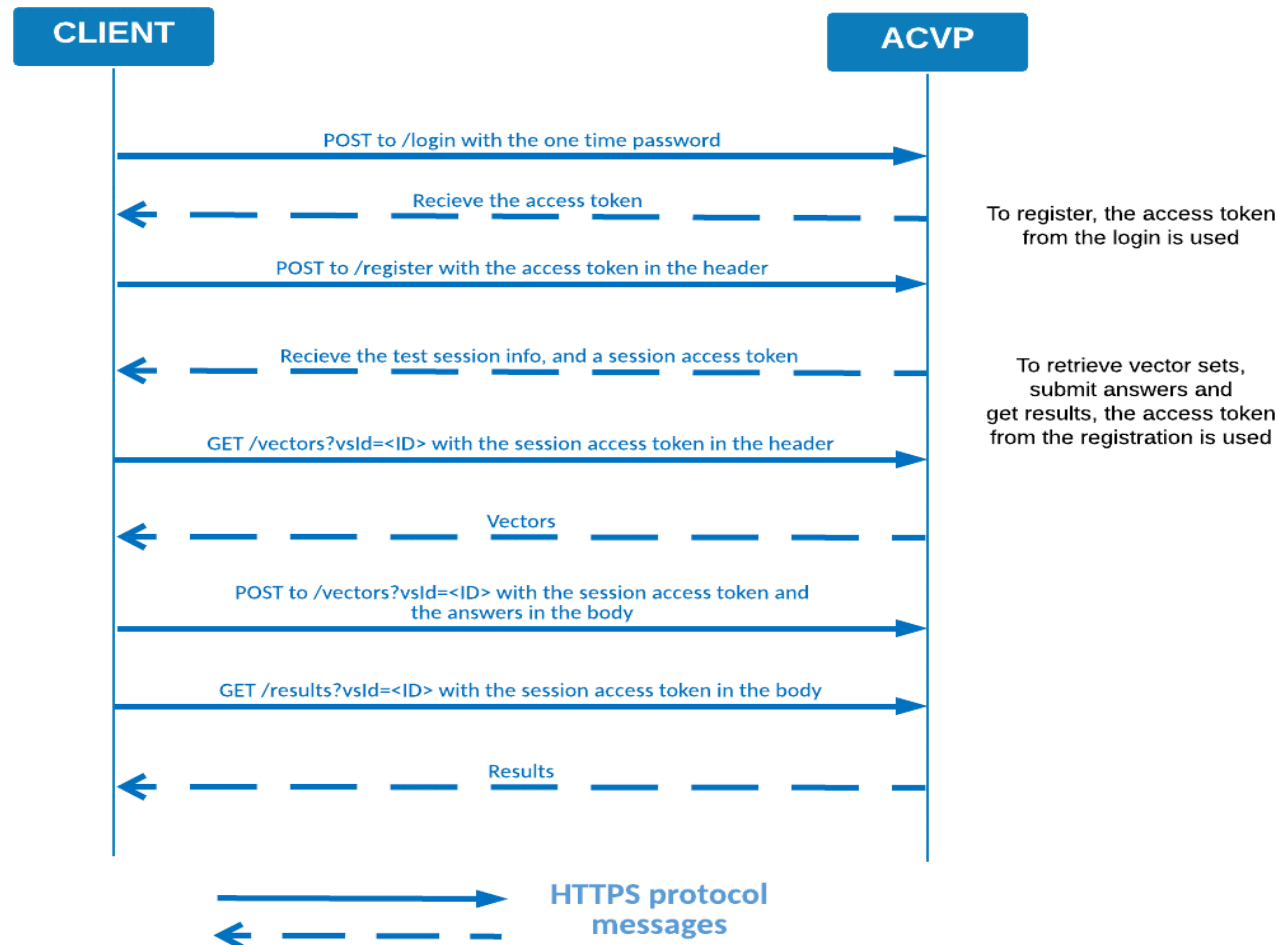 CLIENT
ACVP
POST to /login with the one time password
Recieve the access token
To register, the access token
from the login is used
POST to /register with the access token in the header
Recieve the test session info, and a session access token
To retrieve vector sets,
submit answers and
get results, the access token
from the registration is used
GET /vectors?vsId=<ID> with the session access token in the header
Vectors
POST to /vectors?vsId=<ID> with the session access token and
the answers in the body
GET /results?vsId=<ID> with the session access token in the body
Results
HTTPS protocol
messages